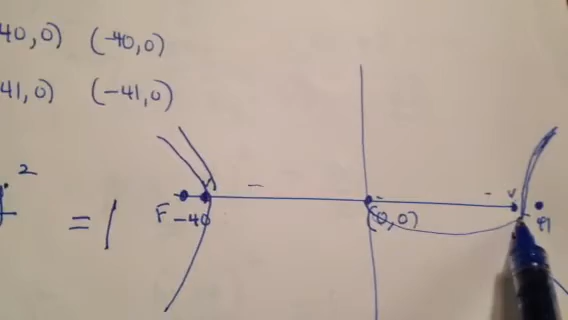 40,0) (-40,0)
41,0) (-41,0)
2
= 1
F -40 (0,0) V 41